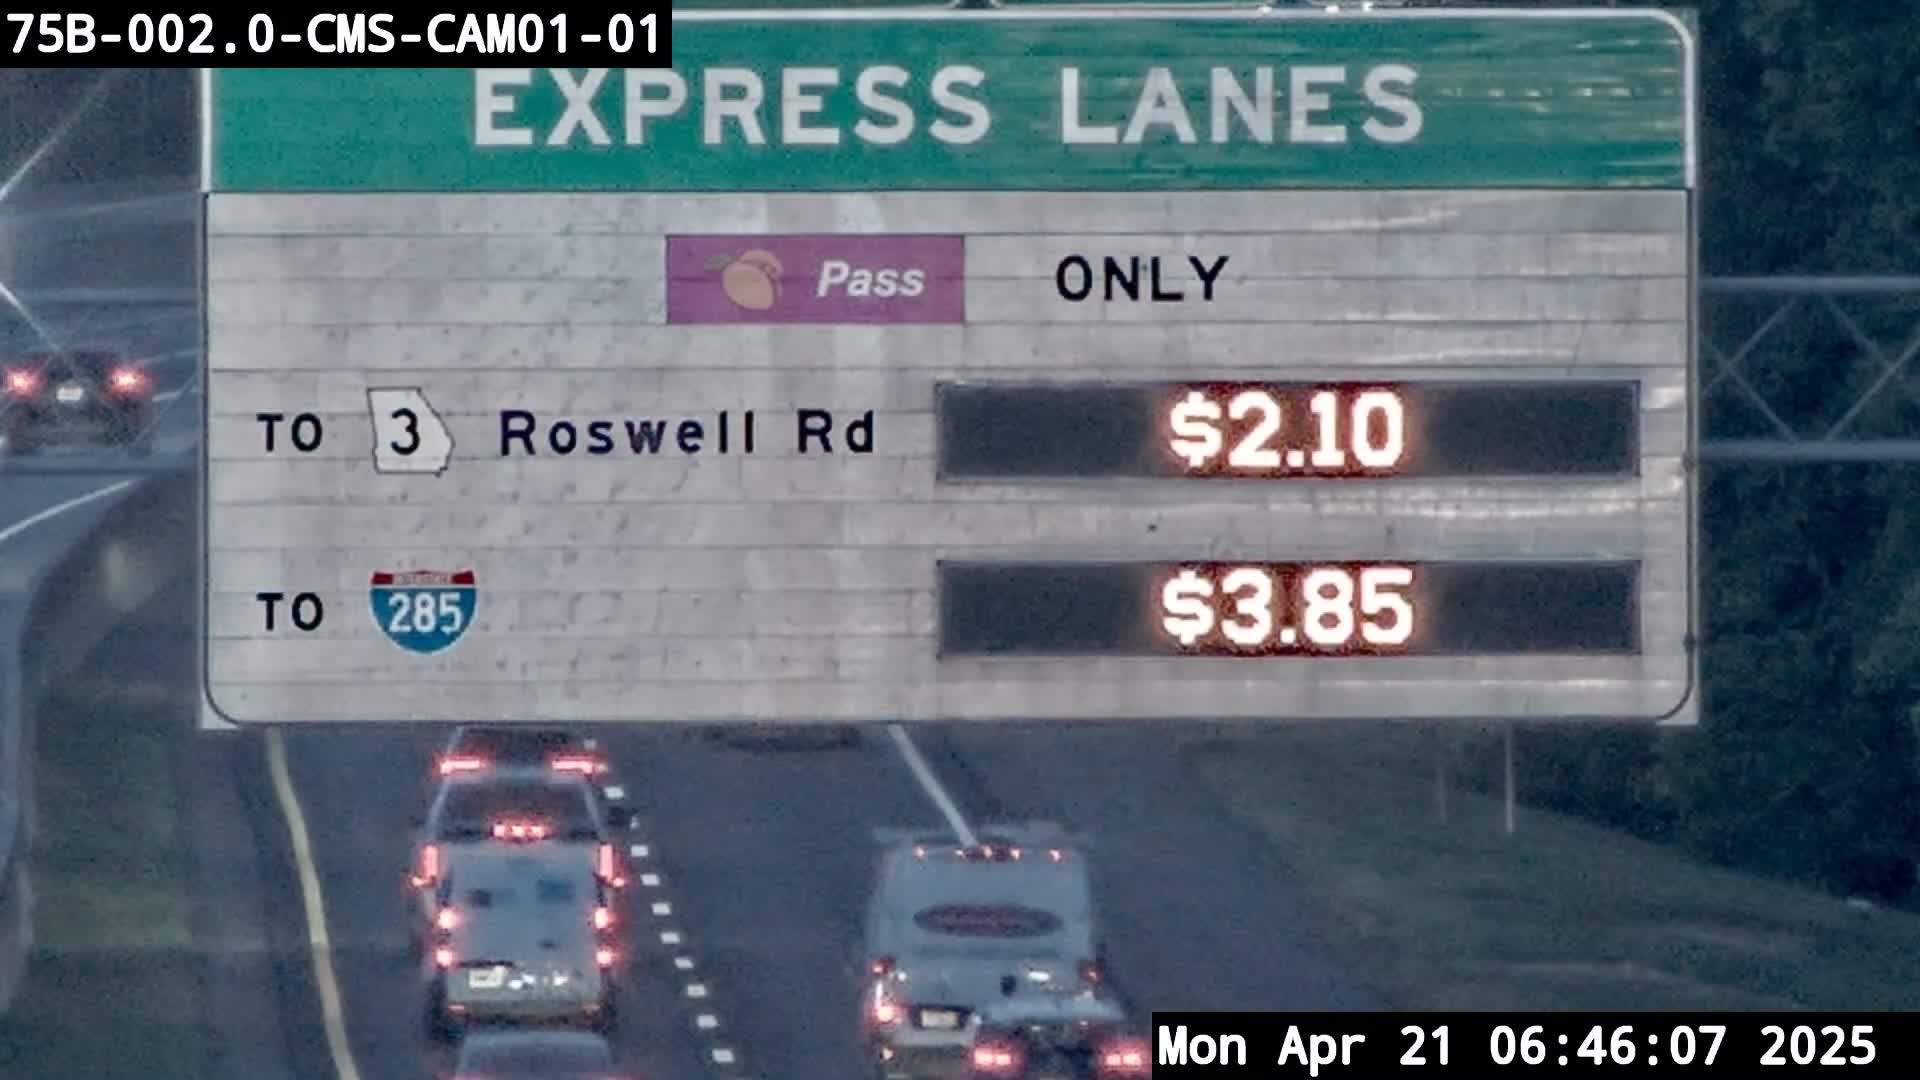 75B-002.0-CMS-CAM01-01
EXPRESS LANES
Pass ONLY
TO 3 Roswell Rd $2.10
TO 285 $3.85
Mon Apr 21 06:46:07 2025